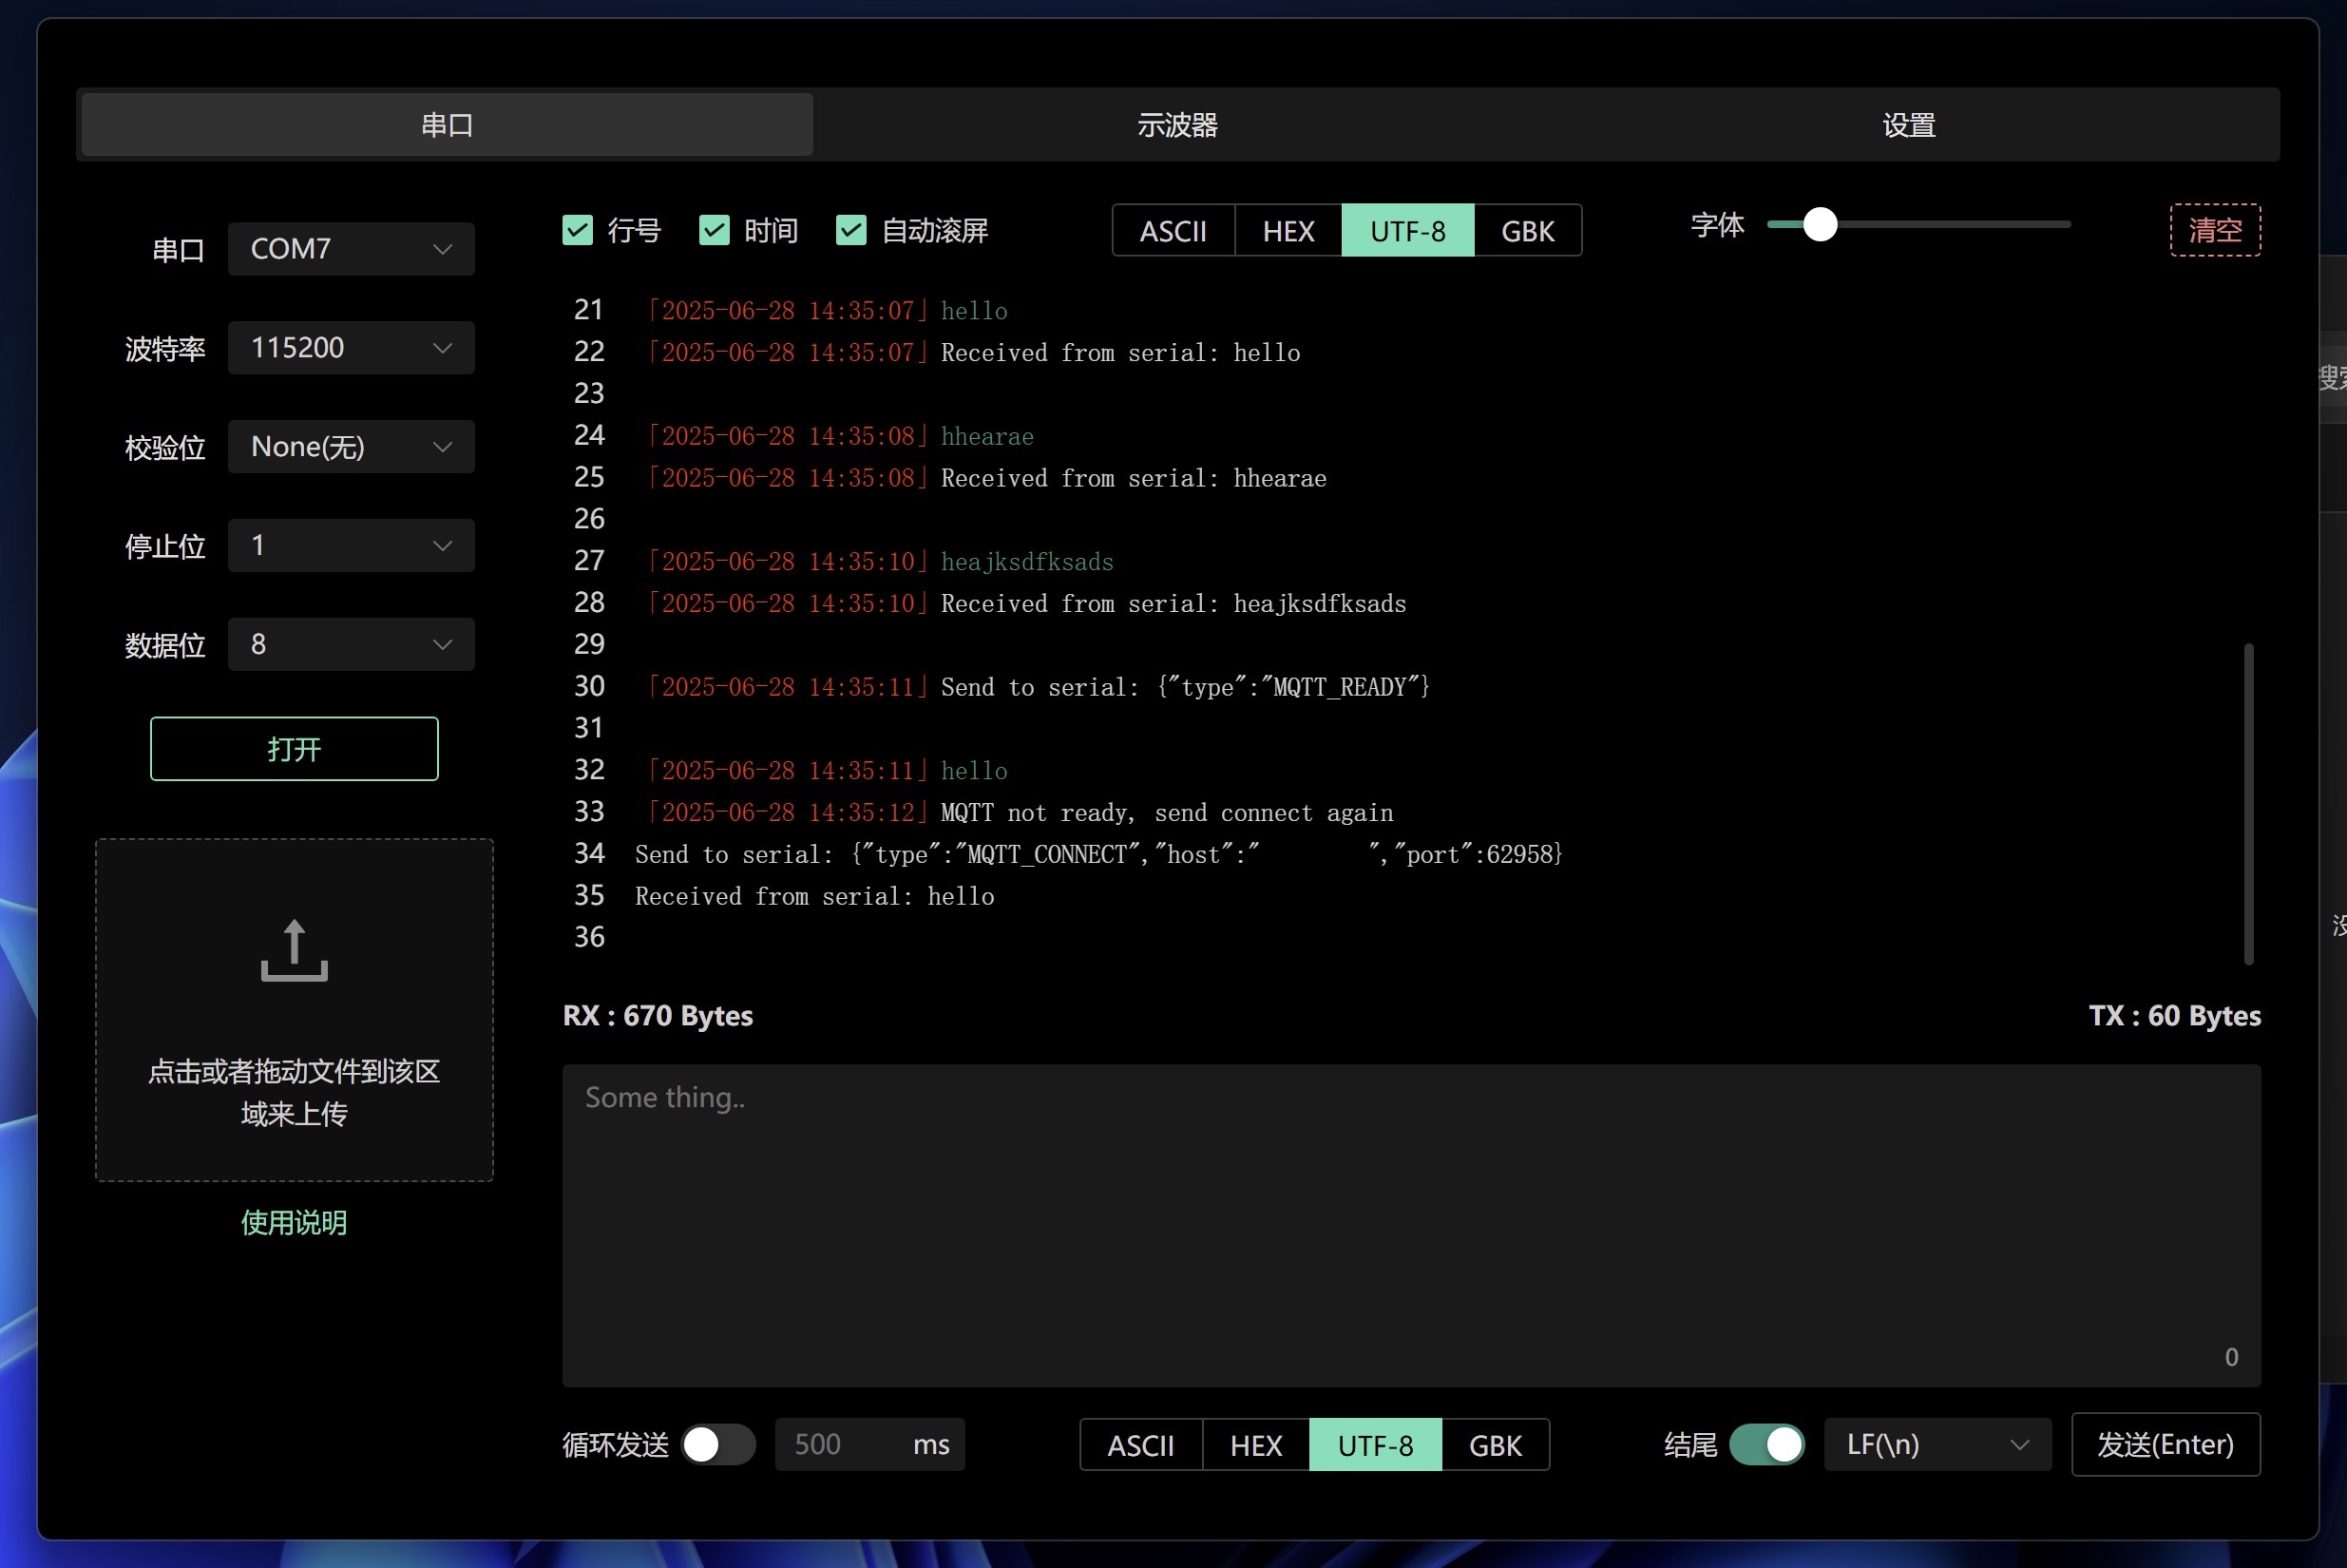 串口 示波器 设置
串口 COM7
波特率 115200
校验位 None(无)
停止位 1
数据位 8
打开
点击或者拖动文件到该区
域来上传
使用说明
行号 时间 自动滚屏 ASCII HEX UTF-8 GBK 字体 清空
21 「2025-06-28 14:35:07」hello
22 「2025-06-28 14:35:07」Received from serial: hello
23
24 「2025-06-28 14:35:08」hhearae
25 「2025-06-28 14:35:08」Received from serial: hhearae
26
27 「2025-06-28 14:35:10」heajksdfksads
28 「2025-06-28 14:35:10」Received from serial: heajksdfksads
29
30 「2025-06-28 14:35:11」Send to serial: {"type":"MQTT_READY"}
31
32 「2025-06-28 14:35:11」hello
33 「2025-06-28 14:35:12」MQTT not ready, send connect again
34 Send to serial: {"type":"MQTT_CONNECT","host":" ","port":62958}
35 Received from serial: hello
36
RX : 670 Bytes TX : 60 Bytes
Some thing..
0
循环发送 500 ms ASCII HEX UTF-8 GBK 结尾 LF(\n) 发送(Enter)
搜索
没